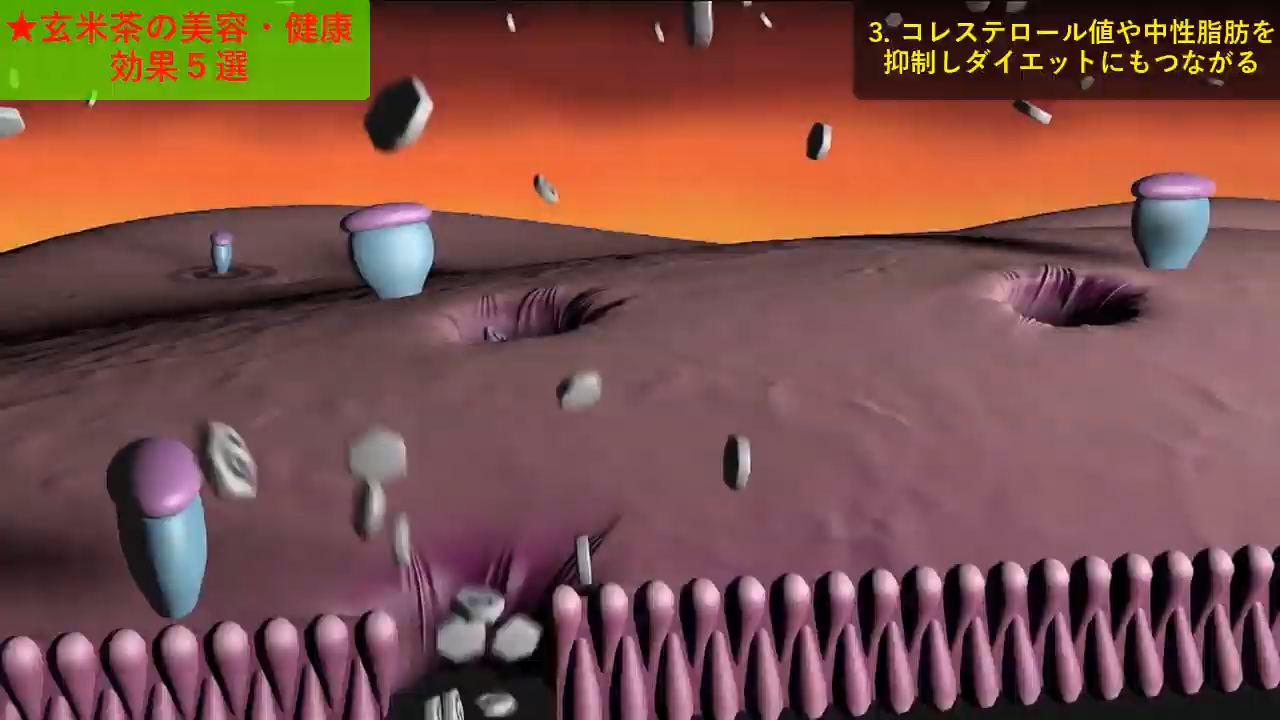 ★玄米茶の美容・健康
効果５選
3. コレステロール値や中性脂肪を
抑制しダイエットにもつながる